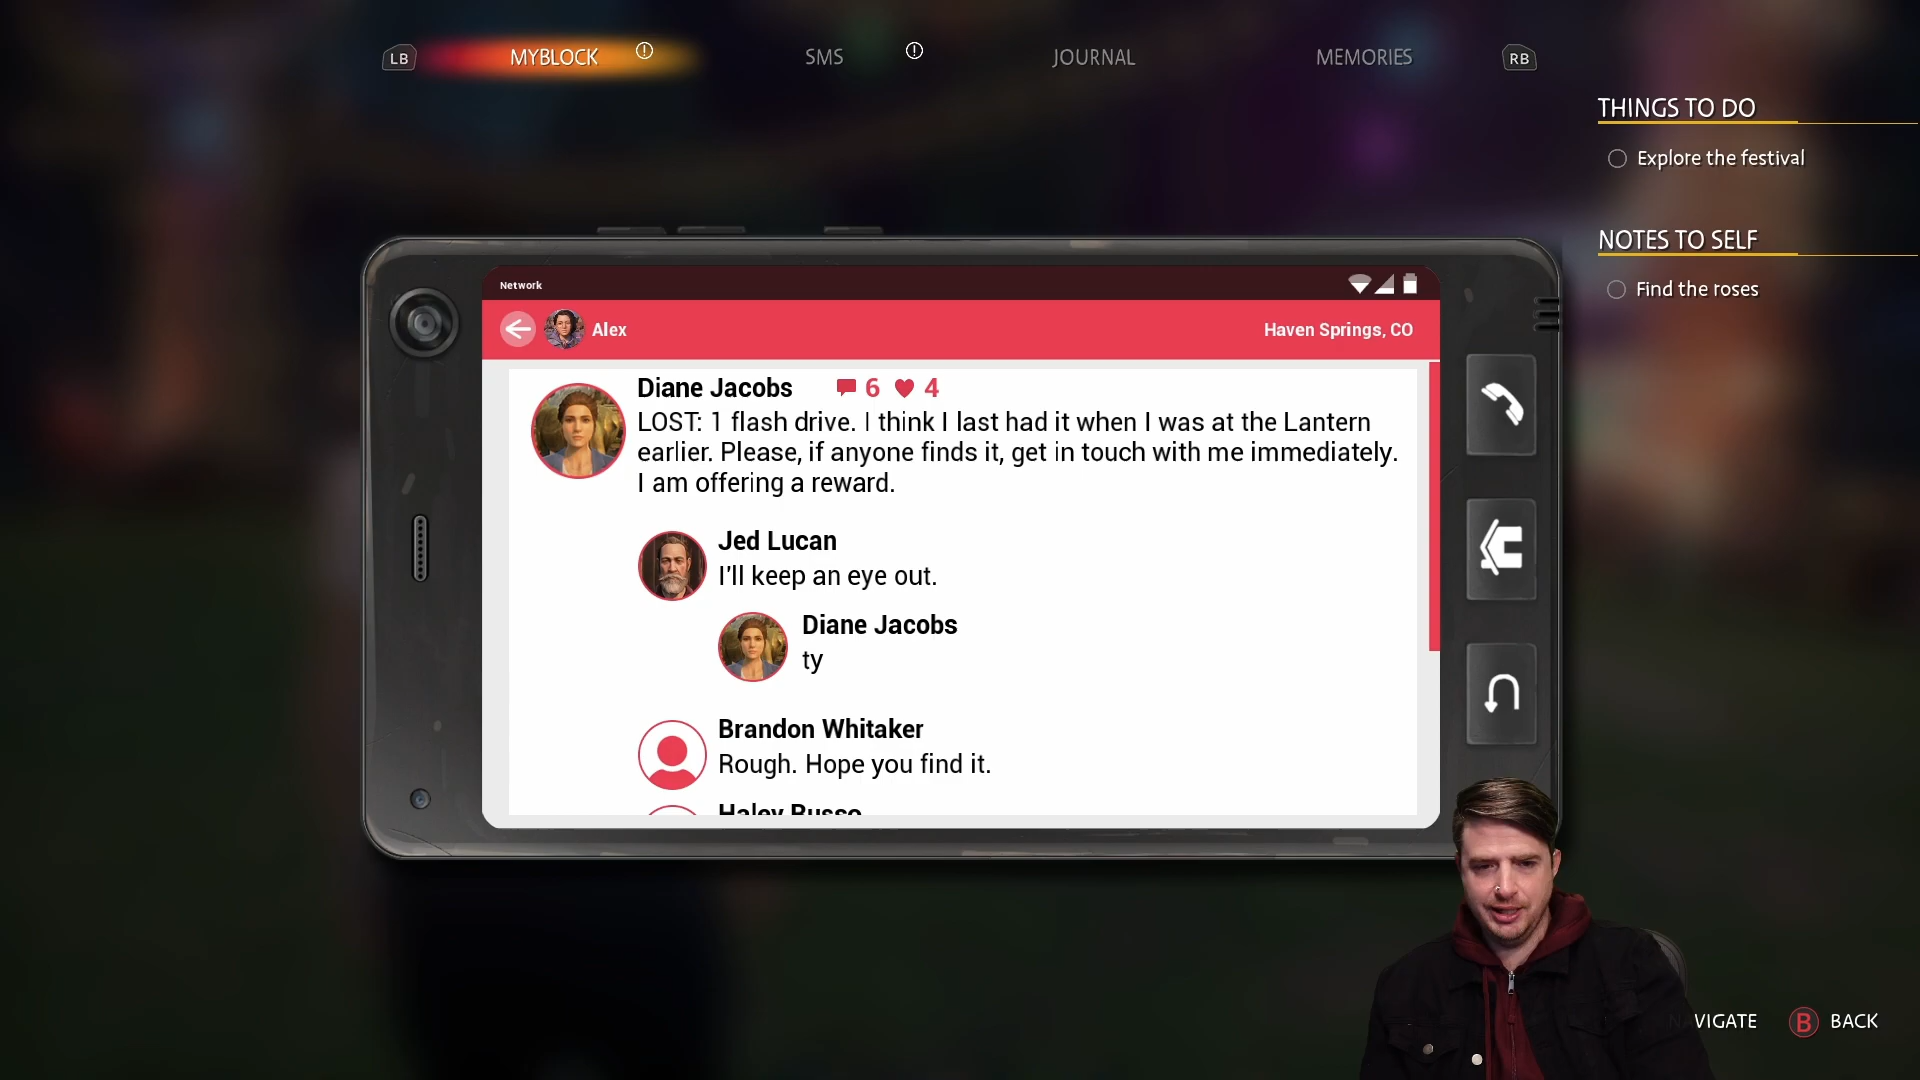 LB
MYBLOCK
SMS
JOURNAL
MEMORIES
RB
THINGS TO DO
Explore the festival
NOTES TO SELF
Find the roses
Network
Alex
Haven Springs, CO
Diane Jacobs 6 4
LOST: 1 flash drive. I think I last had it when I was at the Lantern
earlier. Please, if anyone finds it, get in touch with me immediately.
I am offering a reward.
Jed Lucan
I'll keep an eye out.
Diane Jacobs
ty
Brandon Whitaker
Rough. Hope you find it.
Haley Russo
NAVIGATE
B BACK